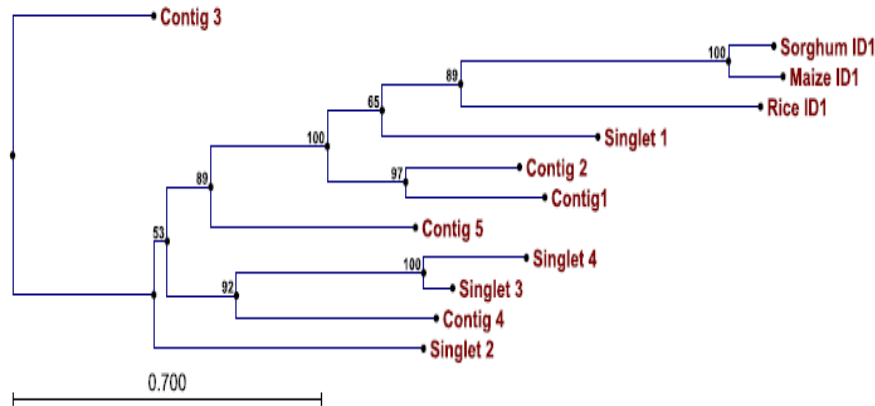 Contig 3
Sorghum ID1
100
Maize ID1
89
Rice ID1
65
Singlet 1
100
Contig 2
97
Contig1
89
Contig 5
53
Singlet 4
100
Singlet 3
92
Contig 4
Singlet 2
0.700